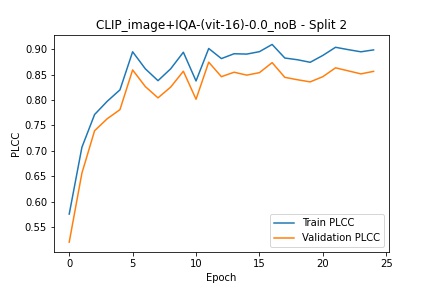 CLIP_image+IQA-(vit-16)-0.0_noB - Split 2
0.90
0.85
0.80
0.75
0.70
0.65
0.60
0.55
PLCC
Train PLCC
Validation PLCC
0 5 10 15 20 25
Epoch